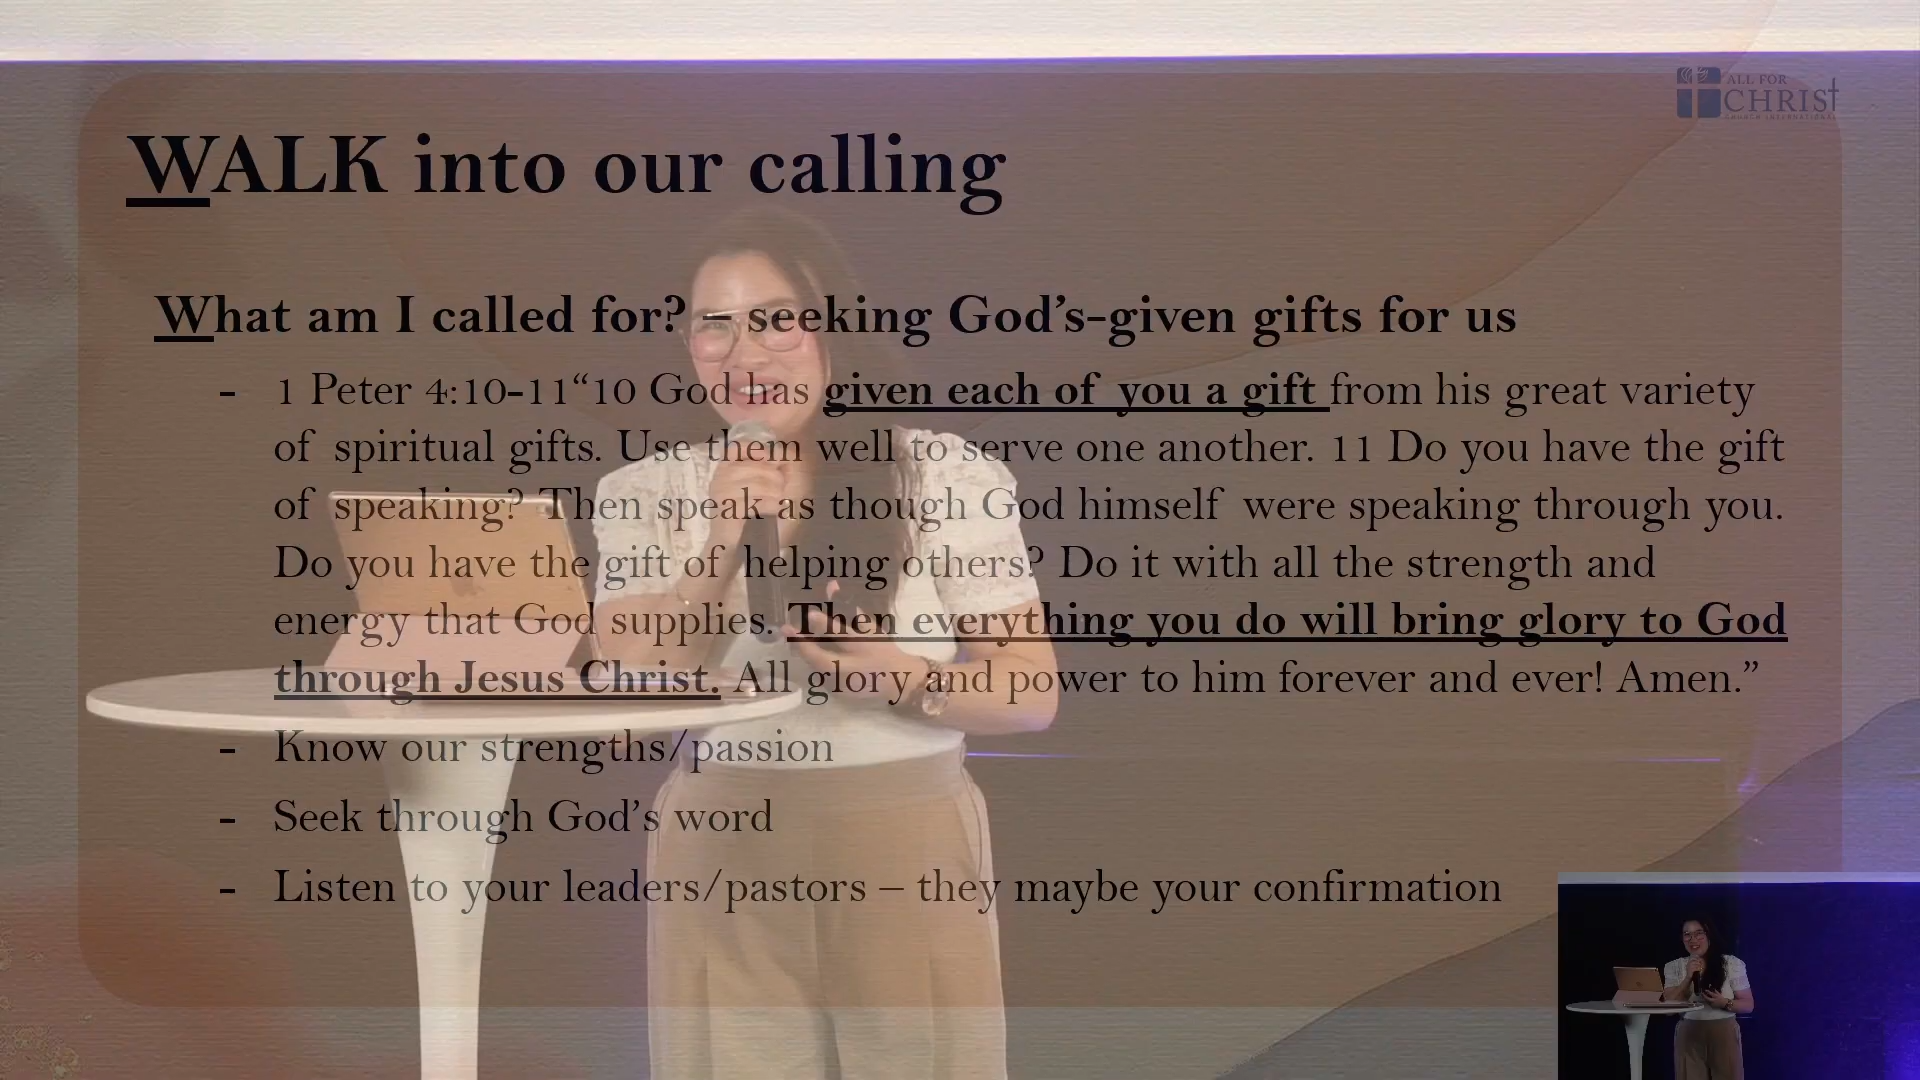 ALL FOR
CHRIST
CHURCH INTERNATIONAL
WALK into our calling
What am I called for? – seeking God’s-given gifts for us
- 1 Peter 4:10-11“10 God has given each of you a gift from his great variety
of spiritual gifts. Use them well to serve one another. 11 Do you have the gift
of speaking? Then speak as though God himself were speaking through you.
Do you have the gift of helping others? Do it with all the strength and
energy that God supplies. Then everything you do will bring glory to God
through Jesus Christ. All glory and power to him forever and ever! Amen.”
- Know our strengths/passion
- Seek through God’s word
- Listen to your leaders/pastors – they maybe your confirmation